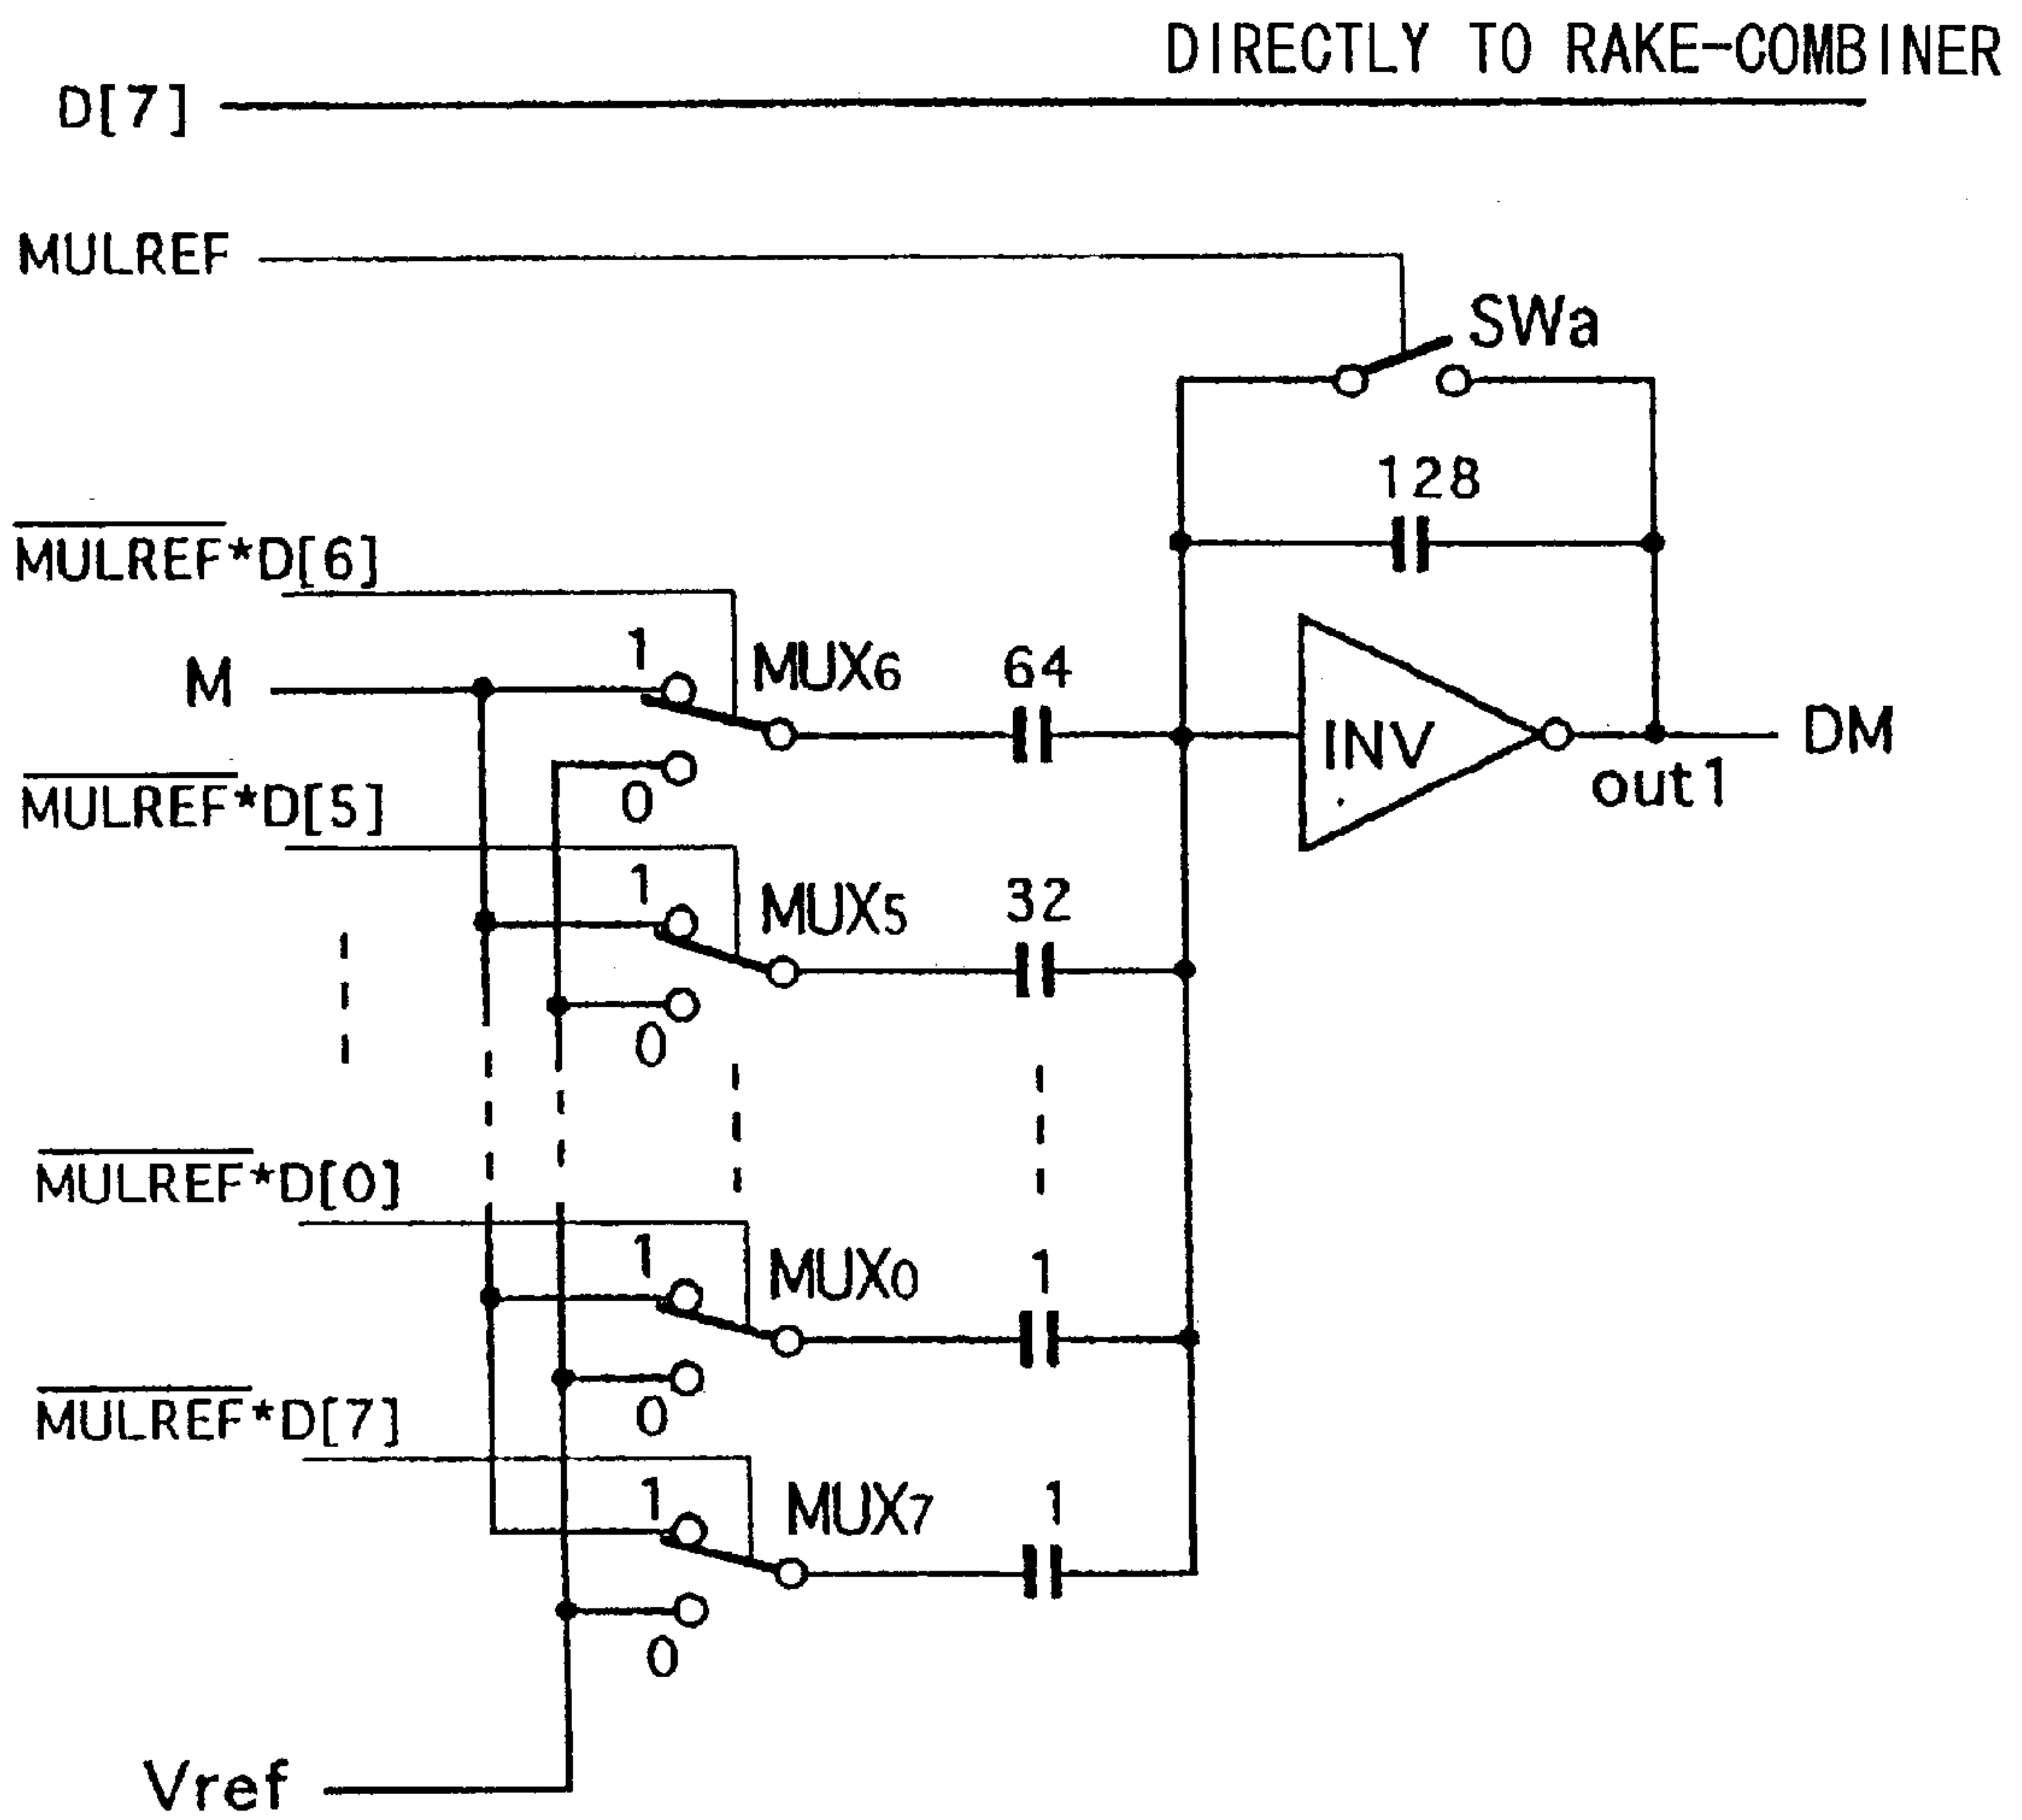 DIRECTLY TO RAKE-COMBINER
D[7]
MULREF
SWa
128
MULREF*D[6]
1
MUX6
64
M
INV
DM
out1
0
MULREF*D[5]
1
MUX5
32
0
MULREF*D[0]
1
MUX0
1
0
MULREF*D[7]
1
MUX7
1
0
Vref